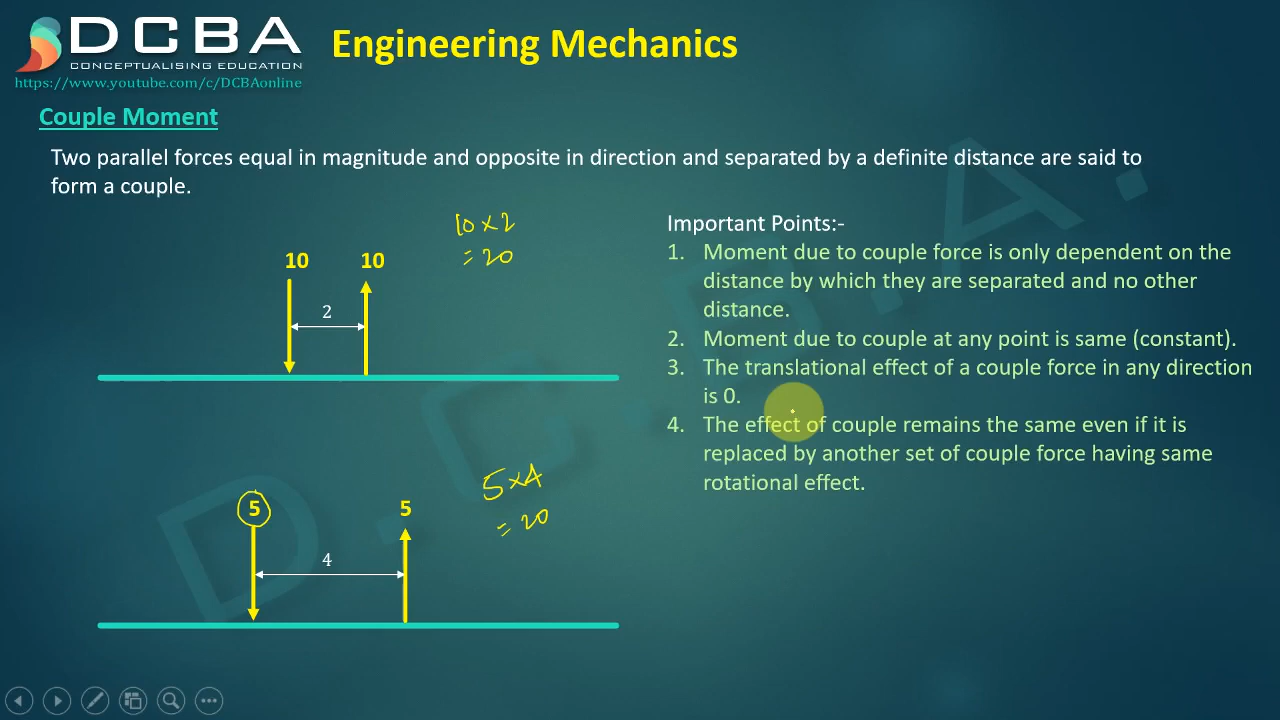 DCBA
CONCEPTUALISING EDUCATION
https://www.youtube.com/c/DCBAonline
Engineering Mechanics
Couple Moment
Two parallel forces equal in magnitude and opposite in direction and separated by a definite distance are said to
form a couple.
10 10
2
10 × 2
= 20
5 5
4
5 × 4
= 20
Important Points:-
1. Moment due to couple force is only dependent on the
distance by which they are separated and no other
distance.
2. Moment due to couple at any point is same (constant).
3. The translational effect of a couple force in any direction
is 0.
4. The effect of couple remains the same even if it is
replaced by another set of couple force having same
rotational effect.
D.C.B.A.